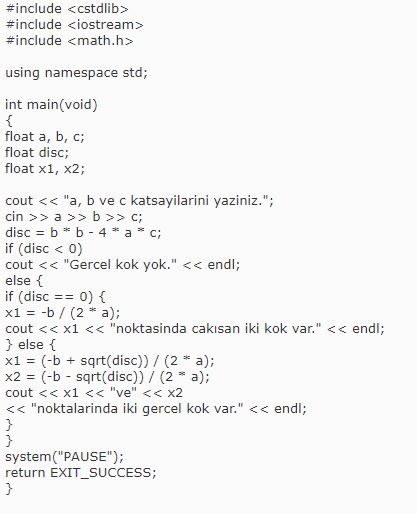 #include <cstdlib>
#include <iostream>
#include <math.h>
using namespace std;
int main(void)
{
float a, b, c;
float disc;
float x1, x2;
cout << "a, b ve c katsayilarini yaziniz.";
cin >> a >> b >> c;
disc = b * b - 4 * a * c;
if (disc < 0)
cout << "Gercel kok yok." << endl;
else {
if (disc == 0) {
x1 = -b / (2 * a);
cout << x1 << "noktasinda cakısan iki kok var." << endl;
} else {
x1 = (-b + sqrt(disc)) / (2 * a);
x2 = (-b - sqrt(disc)) / (2 * a);
cout << x1 << "ve" << x2
<< "noktalarinda iki gercel kok var." << endl;
}
}
system("PAUSE");
return EXIT_SUCCESS;
}